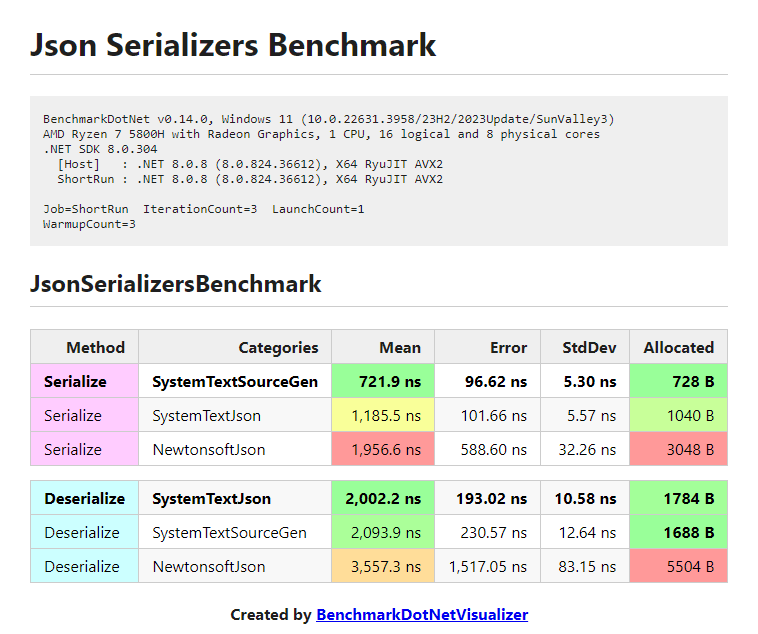 Json Serializers Benchmark
BenchmarkDotNet v0.14.0, Windows 11 (10.0.22631.3958/23H2/2023Update/SunValley3)
AMD Ryzen 7 5800H with Radeon Graphics, 1 CPU, 16 logical and 8 physical cores
.NET SDK 8.0.304
[Host]   : .NET 8.0.8 (8.0.824.36612), X64 RyuJIT AVX2
ShortRun : .NET 8.0.8 (8.0.824.36612), X64 RyuJIT AVX2
Job=ShortRun  IterationCount=3  LaunchCount=1
WarmupCount=3
JsonSerializersBenchmark
Method Categories Mean Error StdDev Allocated
Serialize SystemTextSourceGen 721.9 ns 96.62 ns 5.30 ns 728 B
Serialize SystemTextJson 1,185.5 ns 101.66 ns 5.57 ns 1040 B
Serialize NewtonsoftJson 1,956.6 ns 588.60 ns 32.26 ns 3048 B
Deserialize SystemTextJson 2,002.2 ns 193.02 ns 10.58 ns 1784 B
Deserialize SystemTextSourceGen 2,093.9 ns 230.57 ns 12.64 ns 1688 B
Deserialize NewtonsoftJson 3,557.3 ns 1,517.05 ns 83.15 ns 5504 B
Created by BenchmarkDotNetVisualizer